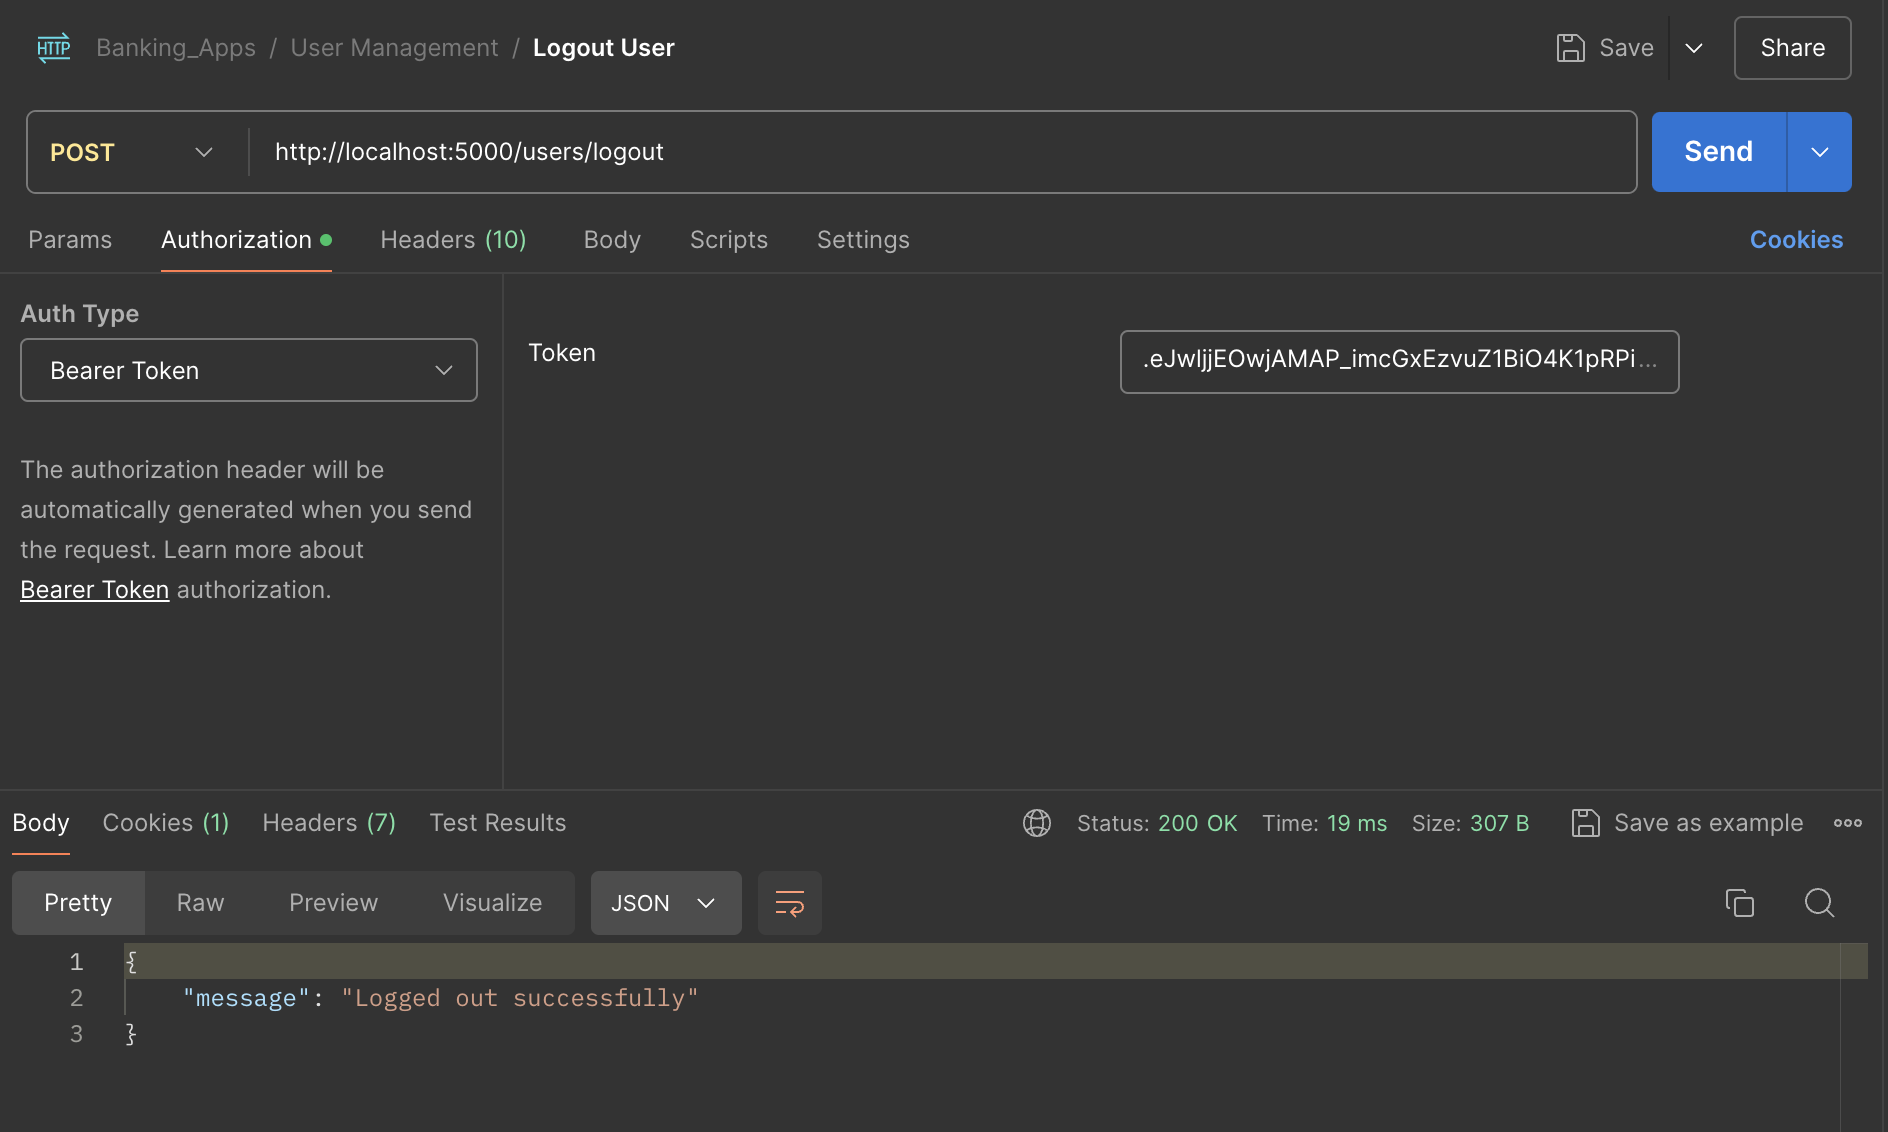 HTTP Banking_Apps / User Management / Logout User Save Share
POST http://localhost:5000/users/logout Send
Params Authorization Headers (10) Body Scripts Settings Cookies
Auth Type
Bearer Token
Token .eJwljjEOwjAMAP_imcGxEzvuZ1BiO4K1pRPi...
The authorization header will be
automatically generated when you send
the request. Learn more about
Bearer Token authorization.
Body Cookies (1) Headers (7) Test Results Status: 200 OK Time: 19 ms Size: 307 B Save as example
Pretty Raw Preview Visualize JSON
1 {
2 "message": "Logged out successfully"
3 }